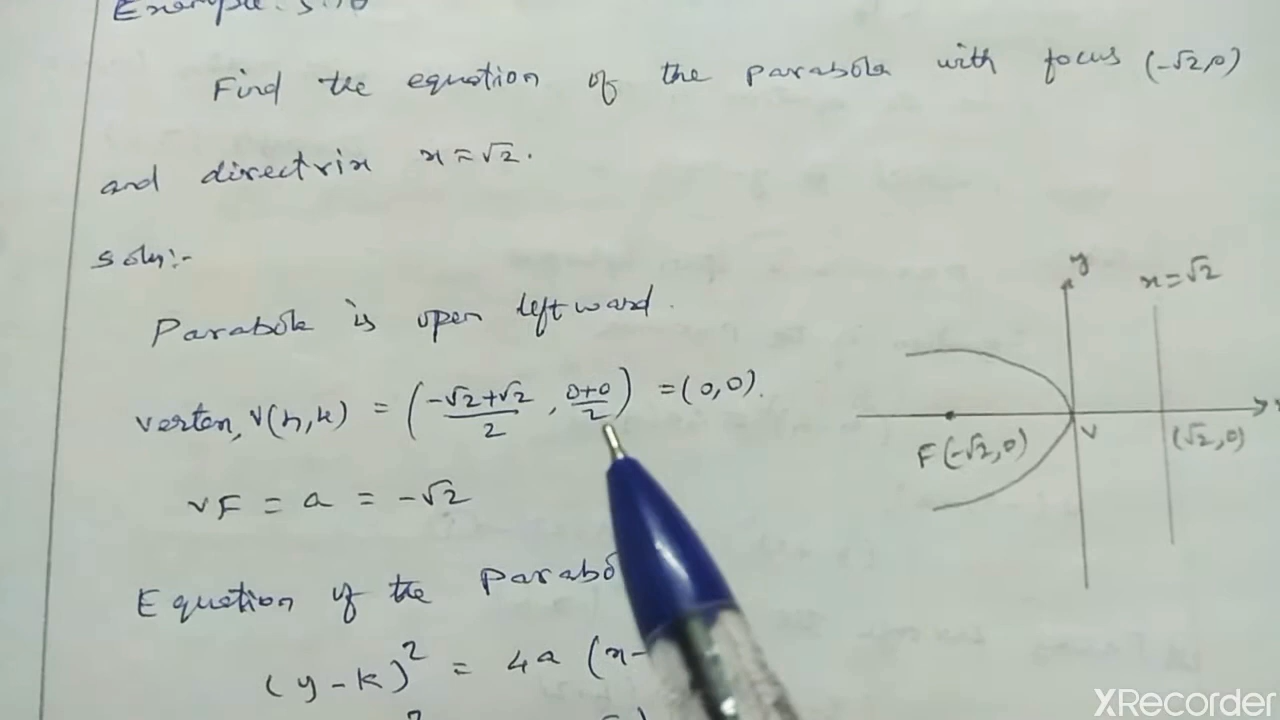 Example 5.
Find the equation of the parabola with focus (-√2,0)
and directrix x = √2.
Soln:-
Parabola is open leftward.
vertex, V(h,k) = (-√2+√2/2, 0+0/2) = (0,0).
VF = a = -√2
Equation of the Parabo
(y-k)² = 4a (x-
y
x = √2
F(-√2,0)
V
(√2,0)
XRecorder